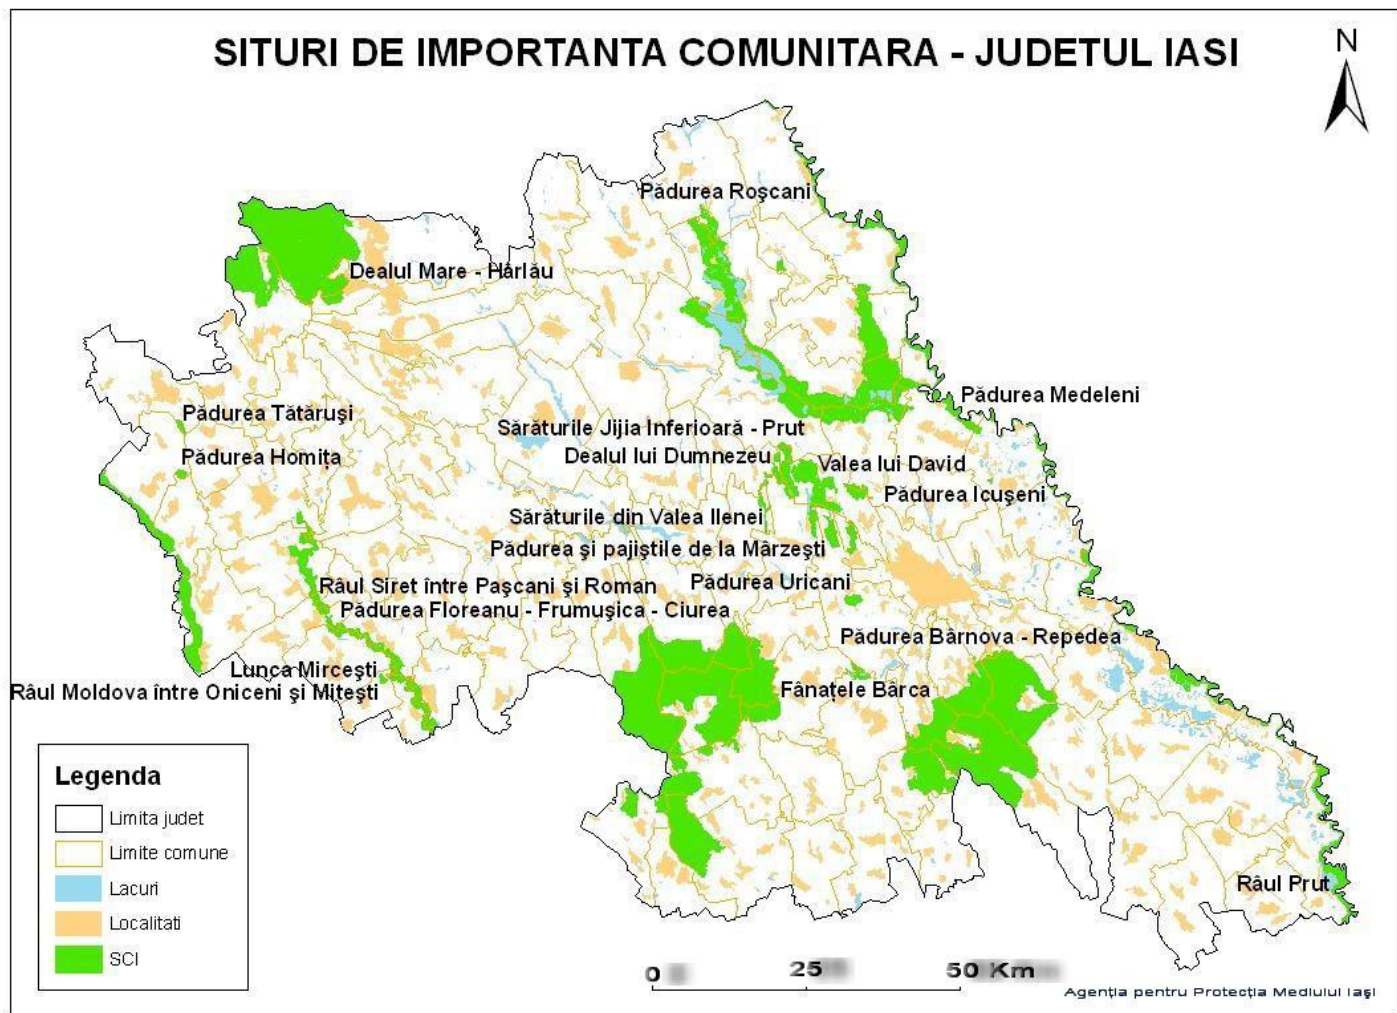 SITURI DE IMPORTANTA COMUNITARA - JUDETUL IASI
N
Pădurea Roşcani
Dealul Mare - Hârlău
Pădurea Medeleni
Pădurea Tătăruşi
Sărăturile Jijia Inferioară - Prut
Pădurea Homiţa
Dealul lui Dumnezeu
Valea lui David
Pădurea Icuşeni
Sărăturile din Valea Ilenei
Pădurea şi pajiştile de la Mârzeşti
Râul Siret între Paşcani şi Roman
Pădurea Uricani
Pădurea Floreanu - Frumuşica - Ciurea
Pădurea Bârnova - Repedea
Lunca Mirceşti
Râul Moldova între Oniceni şi Miteşti
Fânaţele Bârca
Râul Prut
Legenda
Limita judet
Limite comune
Lacuri
Localitati
SCI
0 25 50 Km
Agenţia pentru Protecţia Mediului Iaşi